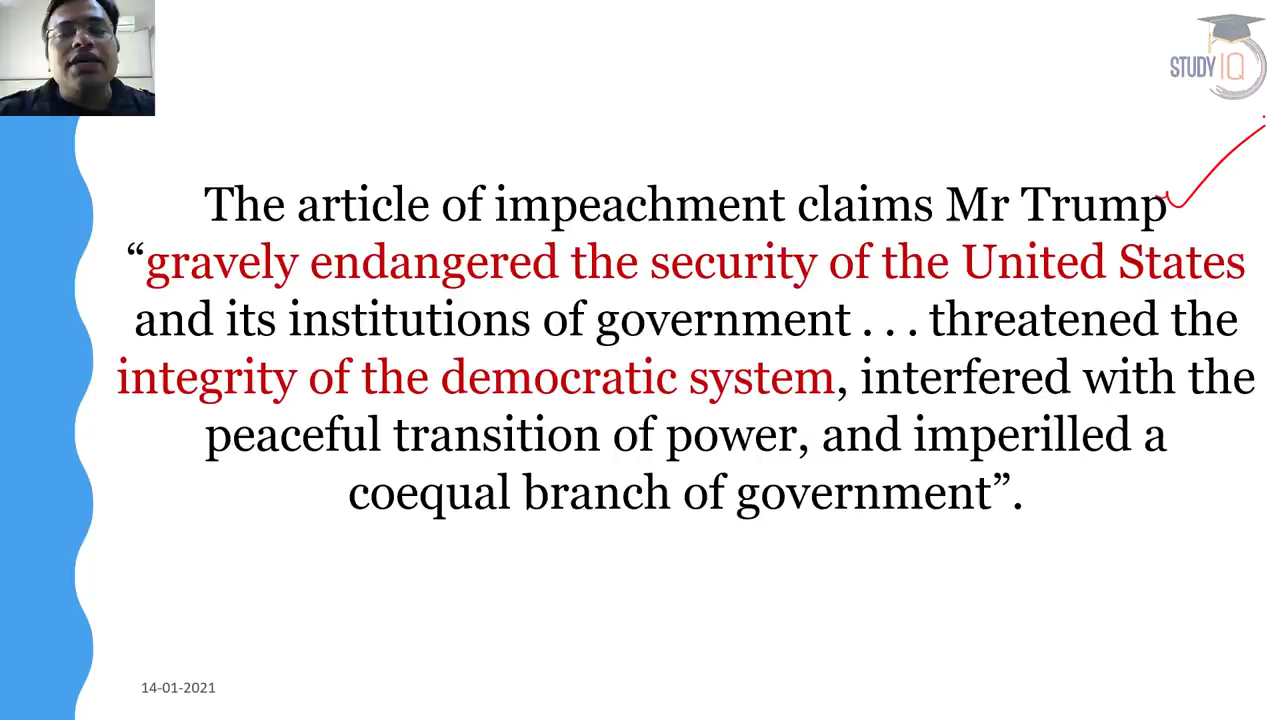 STUDY IQ
The article of impeachment claims Mr Trump
“gravely endangered the security of the United States
and its institutions of government . . . threatened the
integrity of the democratic system, interfered with the
peaceful transition of power, and imperilled a
coequal branch of government”.
14-01-2021